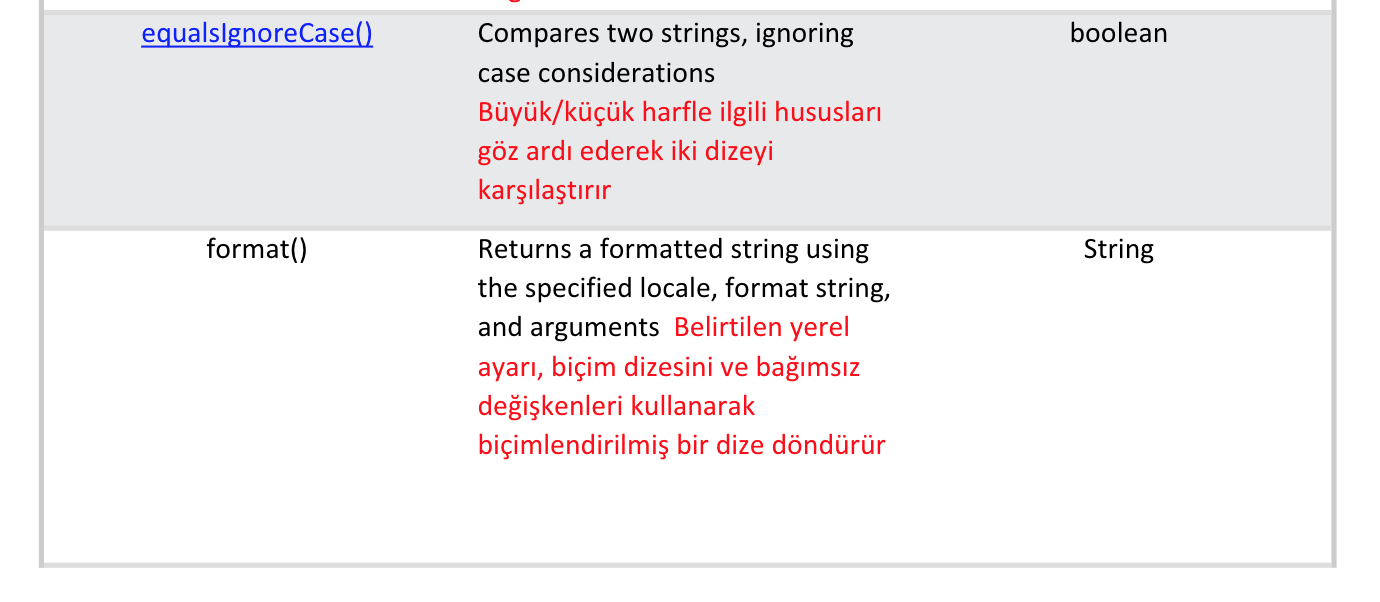 equalsIgnoreCase()
Compares two strings, ignoring
case considerations
Büyük/küçük harfle ilgili hususları
göz ardı ederek iki dizeyi
karşılaştırır
boolean
format()
Returns a formatted string using
the specified locale, format string,
and arguments  Belirtilen yerel
ayarı, biçim dizesini ve bağımsız
değişkenleri kullanarak
biçimlendirilmiş bir dize döndürür
String